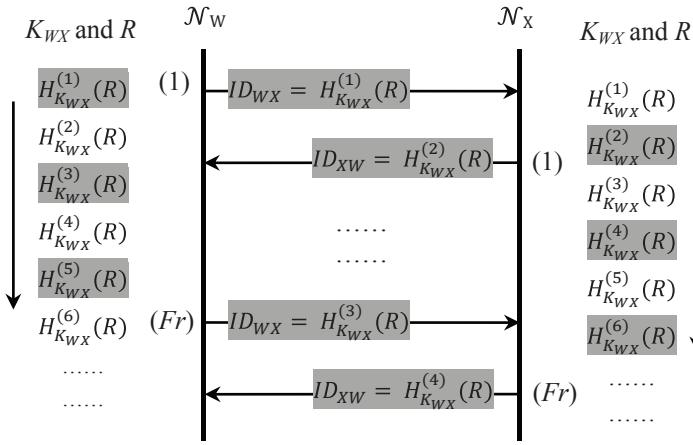 𝒩_W 𝒩_X
K_{WX} and R K_{WX} and R
H^{(1)}_{K_{WX}}(R) (1) ID_{WX} = H^{(1)}_{K_{WX}}(R) H^{(1)}_{K_{WX}}(R)
H^{(2)}_{K_{WX}}(R) ID_{XW} = H^{(2)}_{K_{WX}}(R) (1) H^{(2)}_{K_{WX}}(R)
H^{(3)}_{K_{WX}}(R) H^{(3)}_{K_{WX}}(R)
H^{(4)}_{K_{WX}}(R) ...... H^{(4)}_{K_{WX}}(R)
H^{(5)}_{K_{WX}}(R) ...... H^{(5)}_{K_{WX}}(R)
H^{(6)}_{K_{WX}}(R) (Fr) ID_{WX} = H^{(3)}_{K_{WX}}(R) H^{(6)}_{K_{WX}}(R)
...... ID_{XW} = H^{(4)}_{K_{WX}}(R) (Fr) ......
...... ......